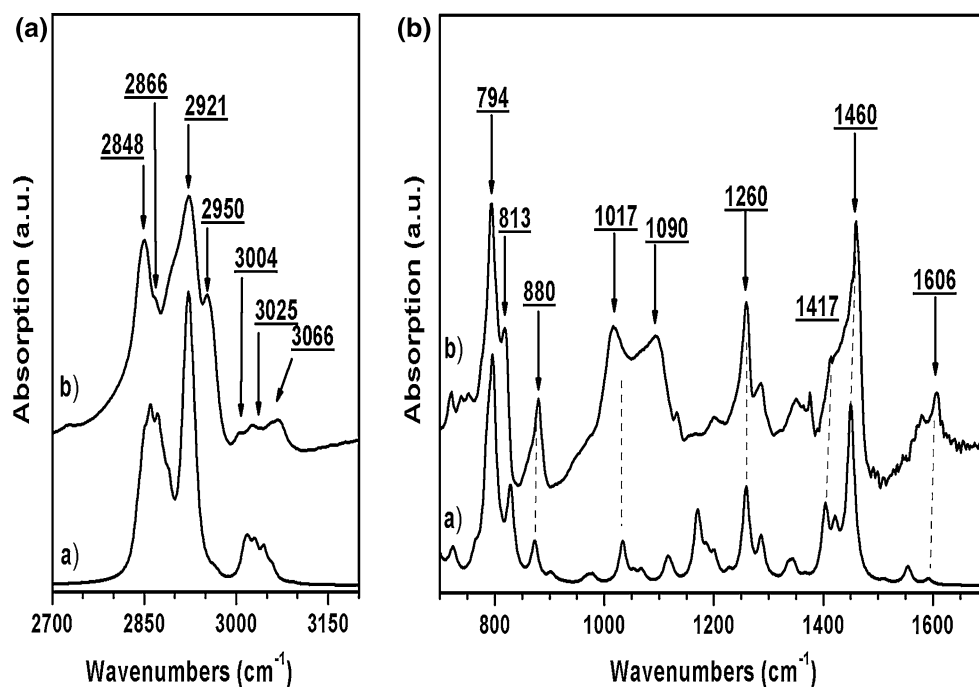 (a)
2866
2921
2848
2950
3004
3025
3066
b)
a)
Absorption (a.u.)
2700 2850 3000 3150
Wavenumbers (cm-1)
(b)
794
1460
813
1260
1017
1090
880
1417
1606
b)
a)
Absorption (a.u.)
800 1000 1200 1400 1600
Wavenumbers (cm-1)